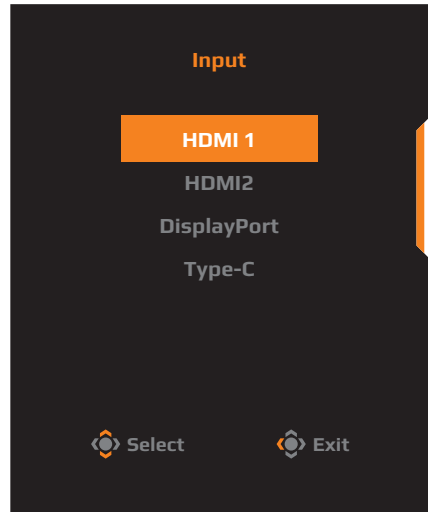 Input
HDMI 1
HDMI2
DisplayPort
Type-C
Select Exit